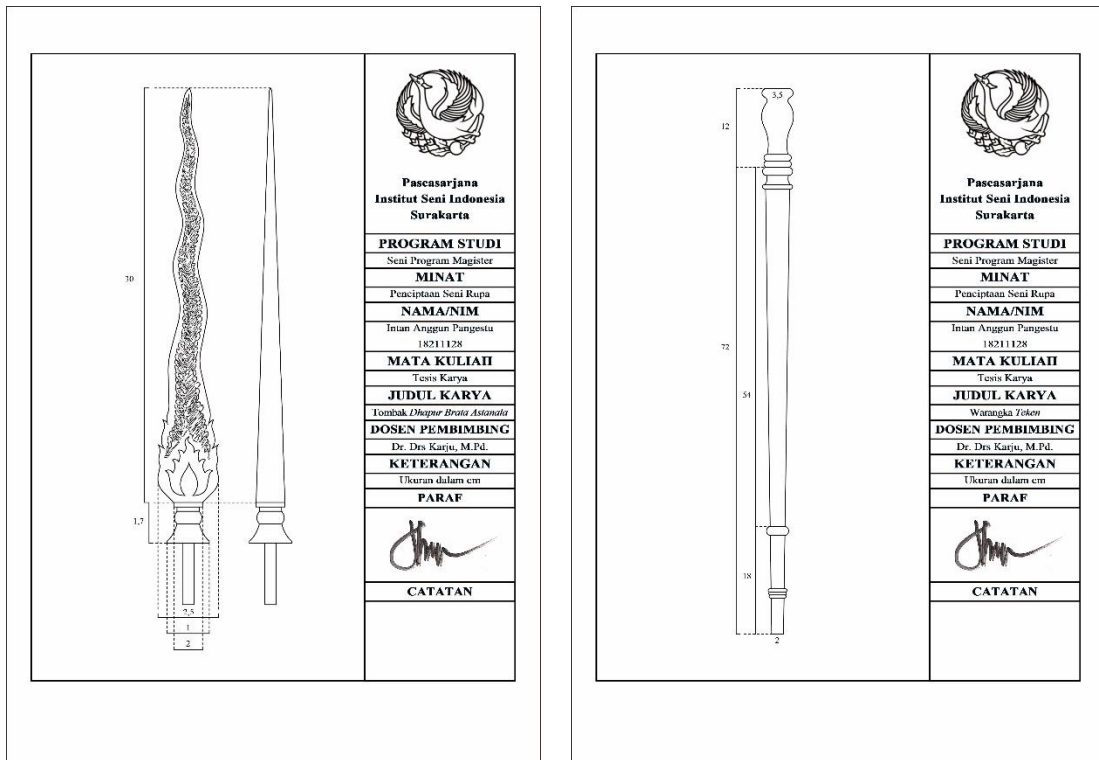 30
1,7
2,5
1
2
Pascasarjana
Institut Seni Indonesia
Surakarta
PROGRAM STUDI
Seni Program Magister
MINAT
Penciptaan Seni Rupa
NAMA/NIM
Intan Anggun Pangestu
18211128
MATA KULIAH
Tesis Karya
JUDUL KARYA
Tombak Dhapur Brata Astanala
DOSEN PEMBIMBING
Dr. Drs Karju, M.Pd.
KETERANGAN
Ukuran dalam cm
PARAF
CATATAN
3,5
12
72
54
18
2
Pascasarjana
Institut Seni Indonesia
Surakarta
PROGRAM STUDI
Seni Program Magister
MINAT
Penciptaan Seni Rupa
NAMA/NIM
Intan Anggun Pangestu
18211128
MATA KULIAH
Tesis Karya
JUDUL KARYA
Warangka Teken
DOSEN PEMBIMBING
Dr. Drs Karju, M.Pd.
KETERANGAN
Ukuran dalam cm
PARAF
CATATAN